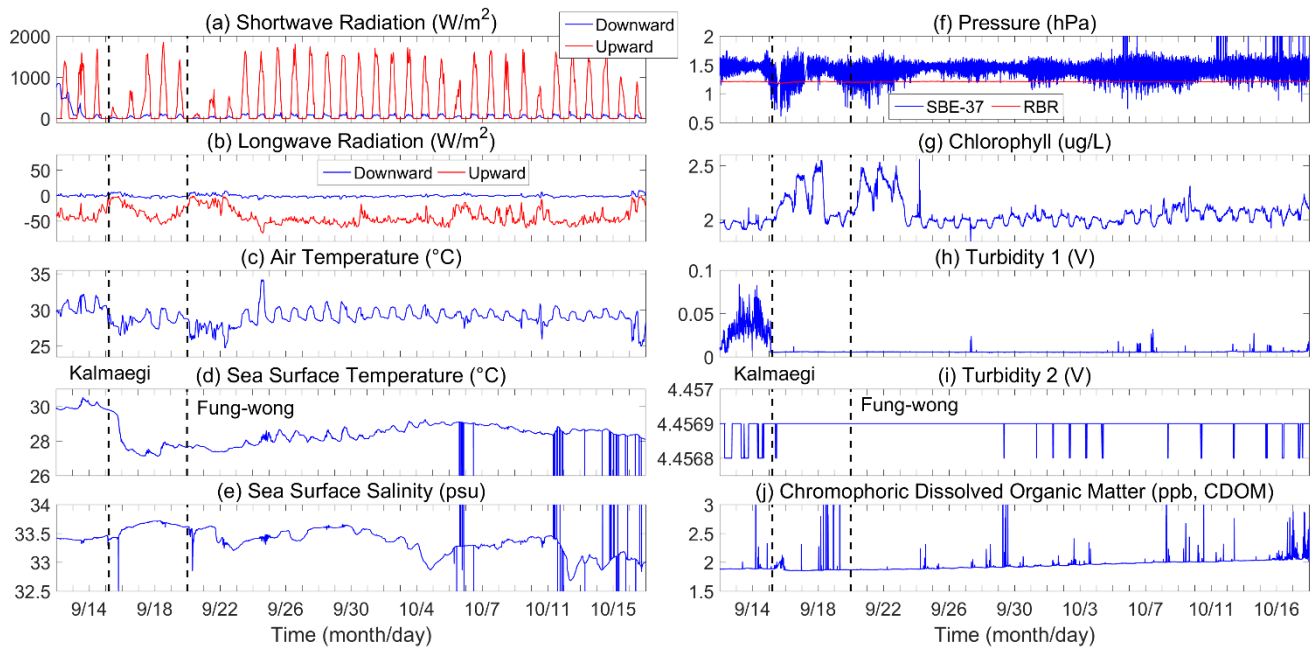 (a) Shortwave Radiation (W/m²)
Downward
Upward
2000
1000
0
(b) Longwave Radiation (W/m²)
Downward Upward
50
0
-50
(c) Air Temperature (°C)
35
30
25
Kalmaegi
(d) Sea Surface Temperature (°C)
Fung-wong
30
28
26
(e) Sea Surface Salinity (psu)
34
33.5
33
32.5
9/14 9/18 9/22 9/26 9/30 10/4 10/7 10/11 10/15
Time (month/day)
(f) Pressure (hPa)
2
1.5
1
0.5
SBE-37 RBR
(g) Chlorophyll (ug/L)
2.5
2
(h) Turbidity 1 (V)
0.1
0.05
0
Kalmaegi
(i) Turbidity 2 (V)
Fung-wong
4.457
4.4569
4.4568
(j) Chromophoric Dissolved Organic Matter (ppb, CDOM)
3
2
1.5
1
9/14 9/18 9/22 9/26 9/30 10/3 10/7 10/11 10/16
Time (month/day)